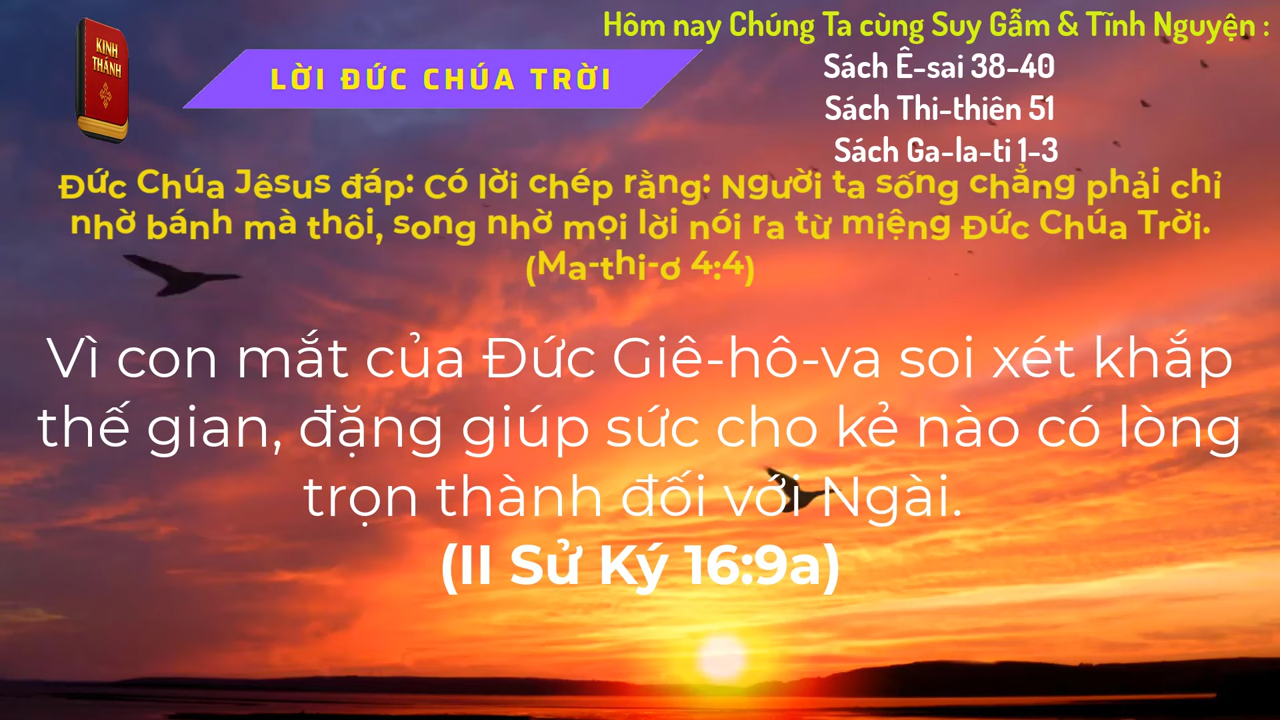 KINH
THÁNH
LỜI ĐỨC CHÚA TRỜI
Hôm nay Chúng Ta cùng Suy Gẫm & Tĩnh Nguyện :
Sách Ê-sai 38-40
Sách Thi-thiên 51
Sách Ga-la-ti 1-3
Đức Chúa Jêsus đáp: Có lời chép rằng: Người ta sống chẳng phải chỉ
nhờ bánh mà thôi, song nhờ mọi lời nói ra từ miệng Đức Chúa Trời.
(Ma-thi-ơ 4:4)
Vì con mắt của Đức Giê-hô-va soi xét khắp
thế gian, đặng giúp sức cho kẻ nào có lòng
trọn thành đối với Ngài.
(II Sử Ký 16:9a)